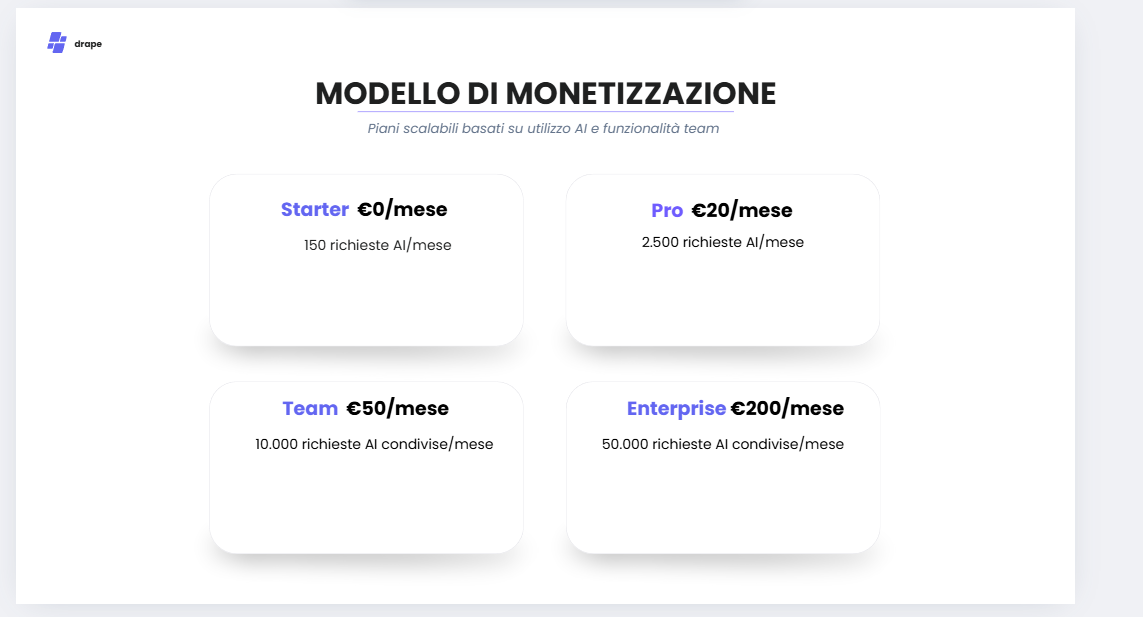 drape
MODELLO DI MONETIZZAZIONE
Piani scalabili basati su utilizzo AI e funzionalità team
Starter €0/mese
150 richieste AI/mese
Pro €20/mese
2.500 richieste AI/mese
Team €50/mese
10.000 richieste AI condivise/mese
Enterprise €200/mese
50.000 richieste AI condivise/mese